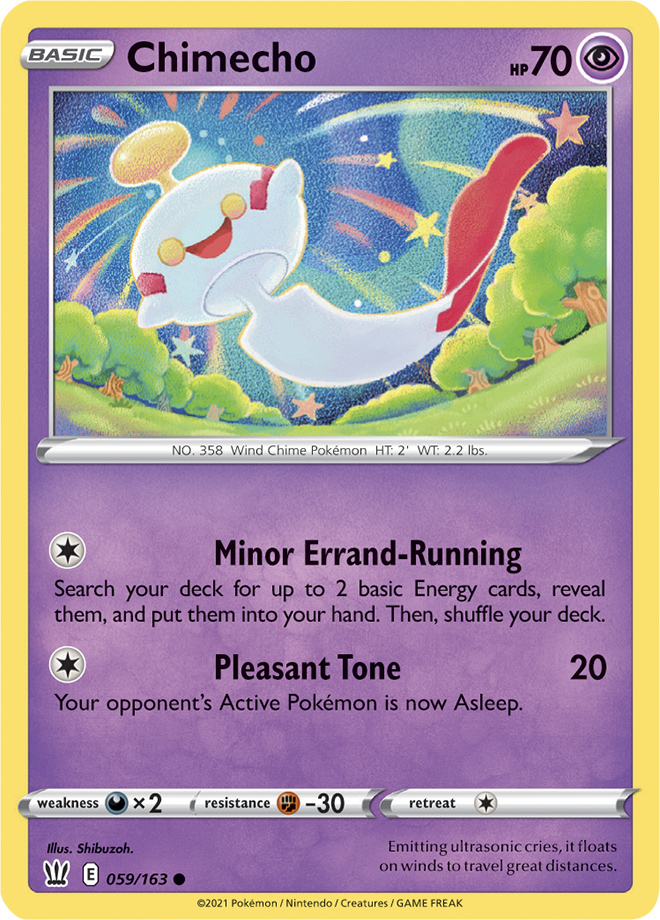 BASIC Chimecho HP70
NO. 358 Wind Chime Pokémon HT: 2' WT: 2.2 lbs.
Minor Errand-Running
Search your deck for up to 2 basic Energy cards, reveal
them, and put them into your hand. Then, shuffle your deck.
Pleasant Tone 20
Your opponent's Active Pokémon is now Asleep.
weakness ×2 resistance -30 retreat
Illus. Shibuzoh.
Emitting ultrasonic cries, it floats
on winds to travel great distances.
E 059/163
©2021 Pokémon / Nintendo / Creatures / GAME FREAK